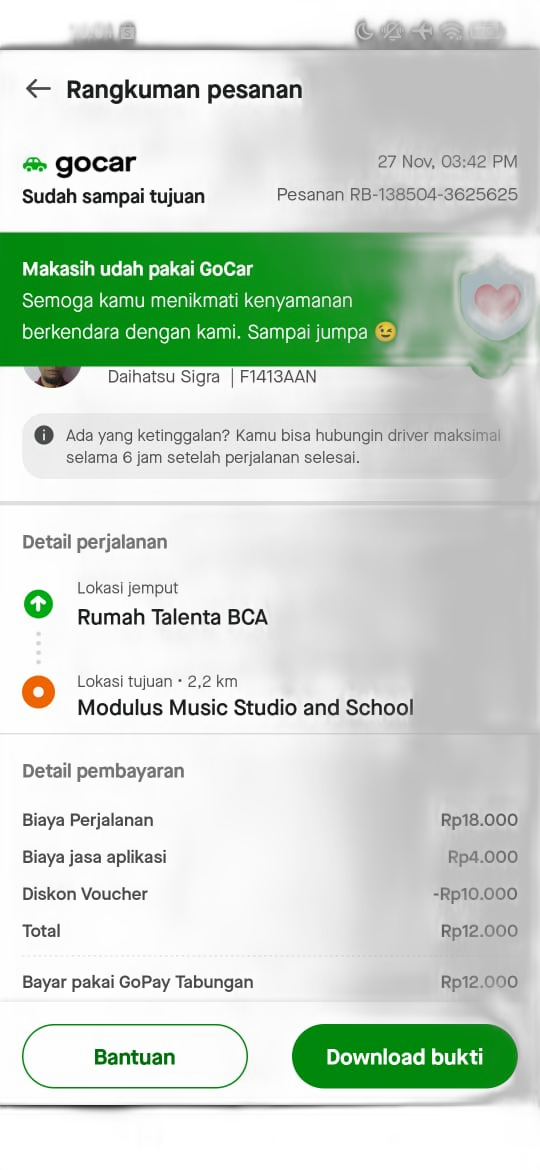 Rangkuman pesanan
gocar
27 Nov, 03:42 PM
Sudah sampai tujuan
Pesanan RB-138504-3625625
Makasih udah pakai GoCar
Semoga kamu menikmati kenyamanan
berkendara dengan kami. Sampai jumpa 😉
Daihatsu Sigra | F1413AAN
Ada yang ketinggalan? Kamu bisa hubungin driver maksimal
selama 6 jam setelah perjalanan selesai.
Detail perjalanan
Lokasi jemput
Rumah Talenta BCA
Lokasi tujuan • 2,2 km
Modulus Music Studio and School
Detail pembayaran
Biaya Perjalanan Rp18.000
Biaya jasa aplikasi Rp4.000
Diskon Voucher -Rp10.000
Total Rp12.000
Bayar pakai GoPay Tabungan Rp12.000
Bantuan
Download bukti